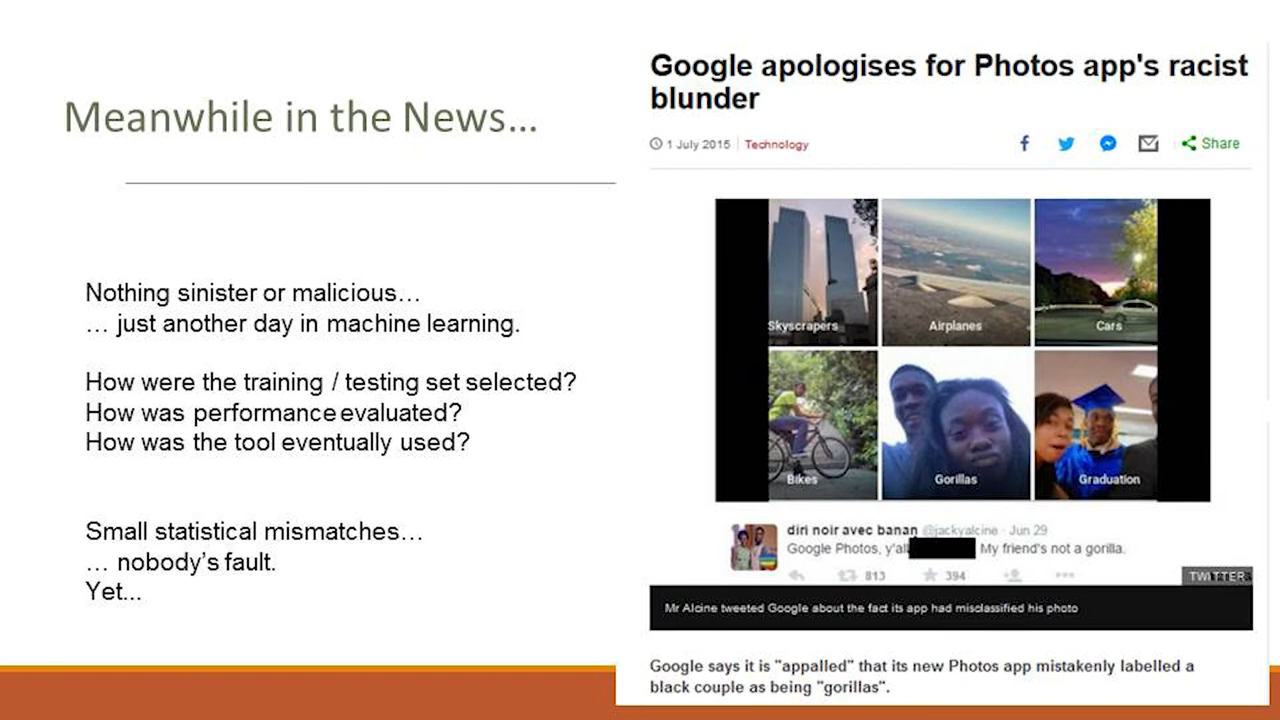 Meanwhile in the News…
Nothing sinister or malicious…
… just another day in machine learning.
How were the training / testing set selected?
How was performance evaluated?
How was the tool eventually used?
Small statistical mismatches…
… nobody’s fault.
Yet...
Google apologises for Photos app's racist
blunder
1 July 2015 Technology
Share
Skyscrapers
Airplanes
Cars
Bikes
Gorillas
Graduation
diri noir avec banan @jackyalcine · Jun 29
Google Photos, y'all My friend's not a gorilla.
813 394
TWITTER
Mr Alcine tweeted Google about the fact its app had misclassified his photo
Google says it is "appalled" that its new Photos app mistakenly labelled a
black couple as being "gorillas".